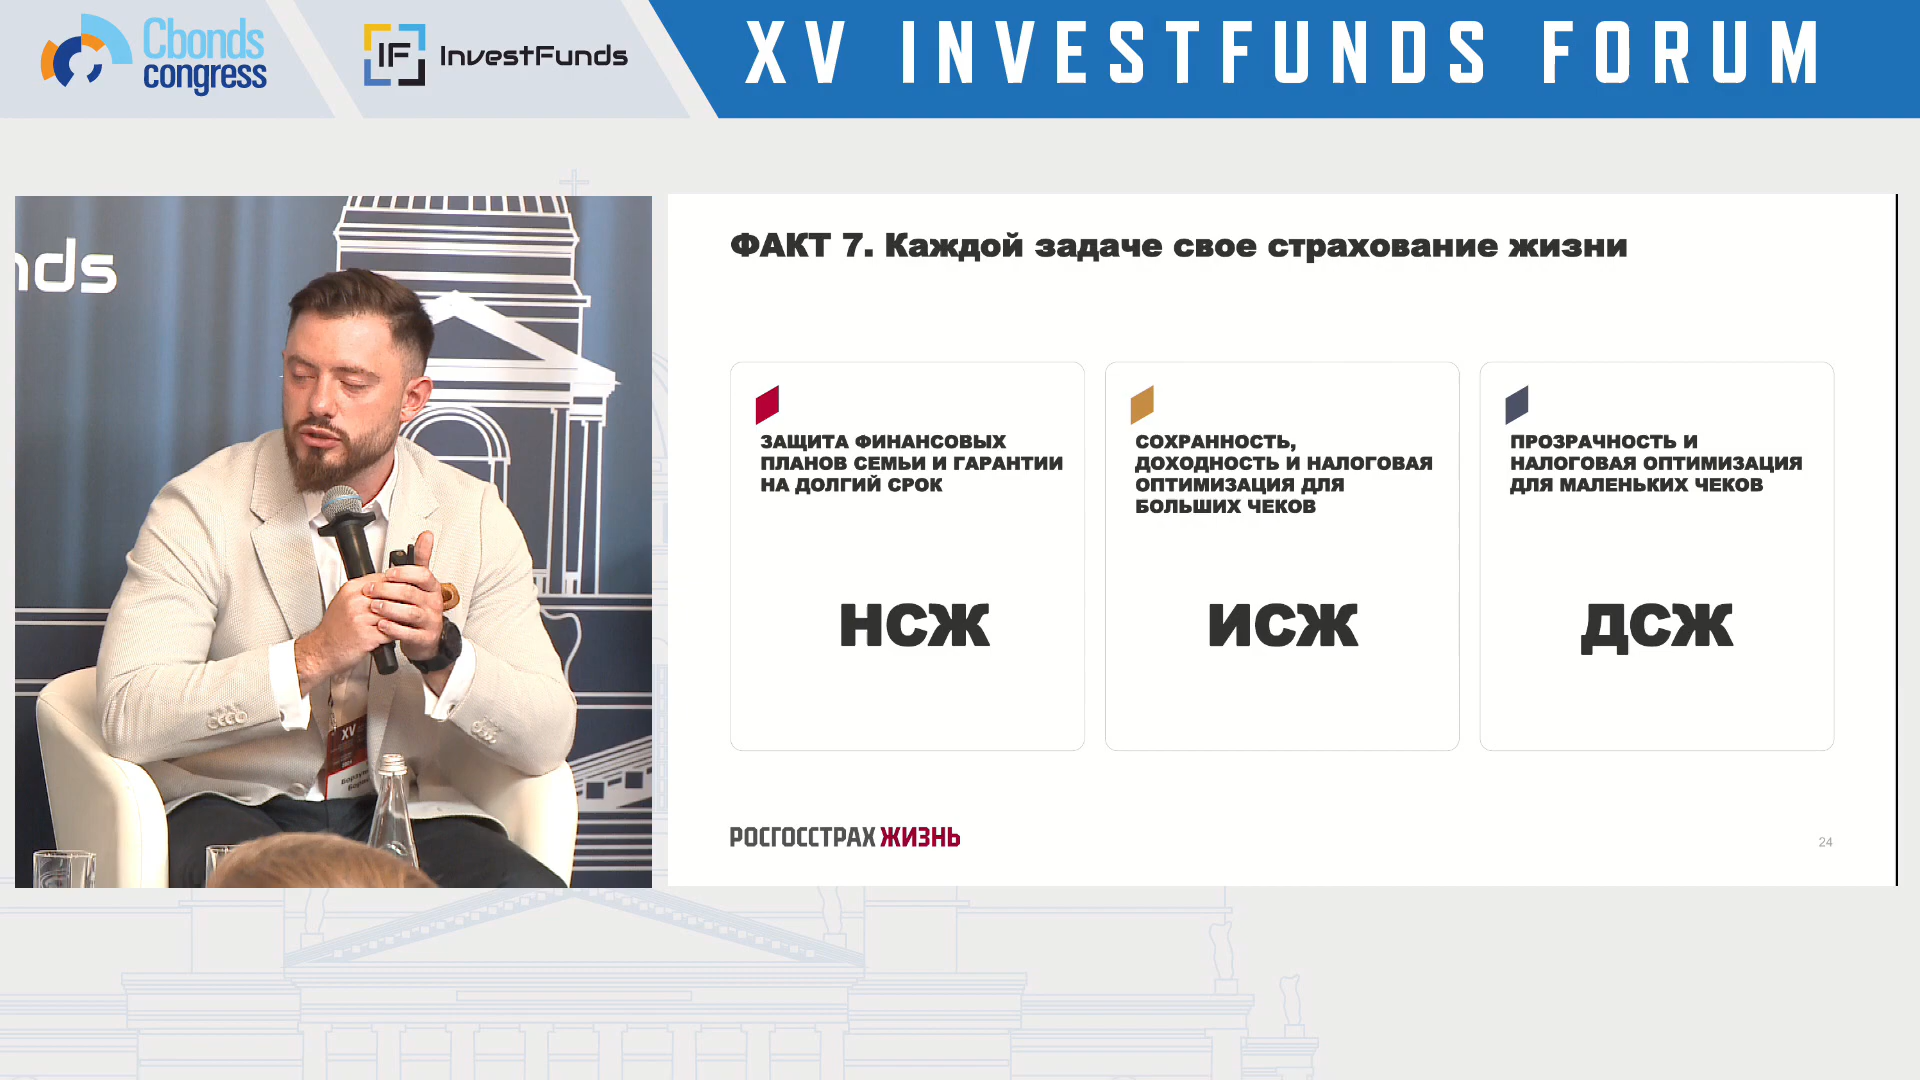 Cbonds
congress
IF InvestFunds
XV INVESTFUNDS FORUM
nds
XV
ФАКТ 7. Каждой задаче свое страхование жизни
ЗАЩИТА ФИНАНСОВЫХ
ПЛАНОВ СЕМЬИ И ГАРАНТИИ
НА ДОЛГИЙ СРОК
НСЖ
СОХРАННОСТЬ,
ДОХОДНОСТЬ И НАЛОГОВАЯ
ОПТИМИЗАЦИЯ ДЛЯ
БОЛЬШИХ ЧЕКОВ
ИСЖ
ПРОЗРАЧНОСТЬ И
НАЛОГОВАЯ ОПТИМИЗАЦИЯ
ДЛЯ МАЛЕНЬКИХ ЧЕКОВ
ДСЖ
РОСГОССТРАХ ЖИЗНЬ
24